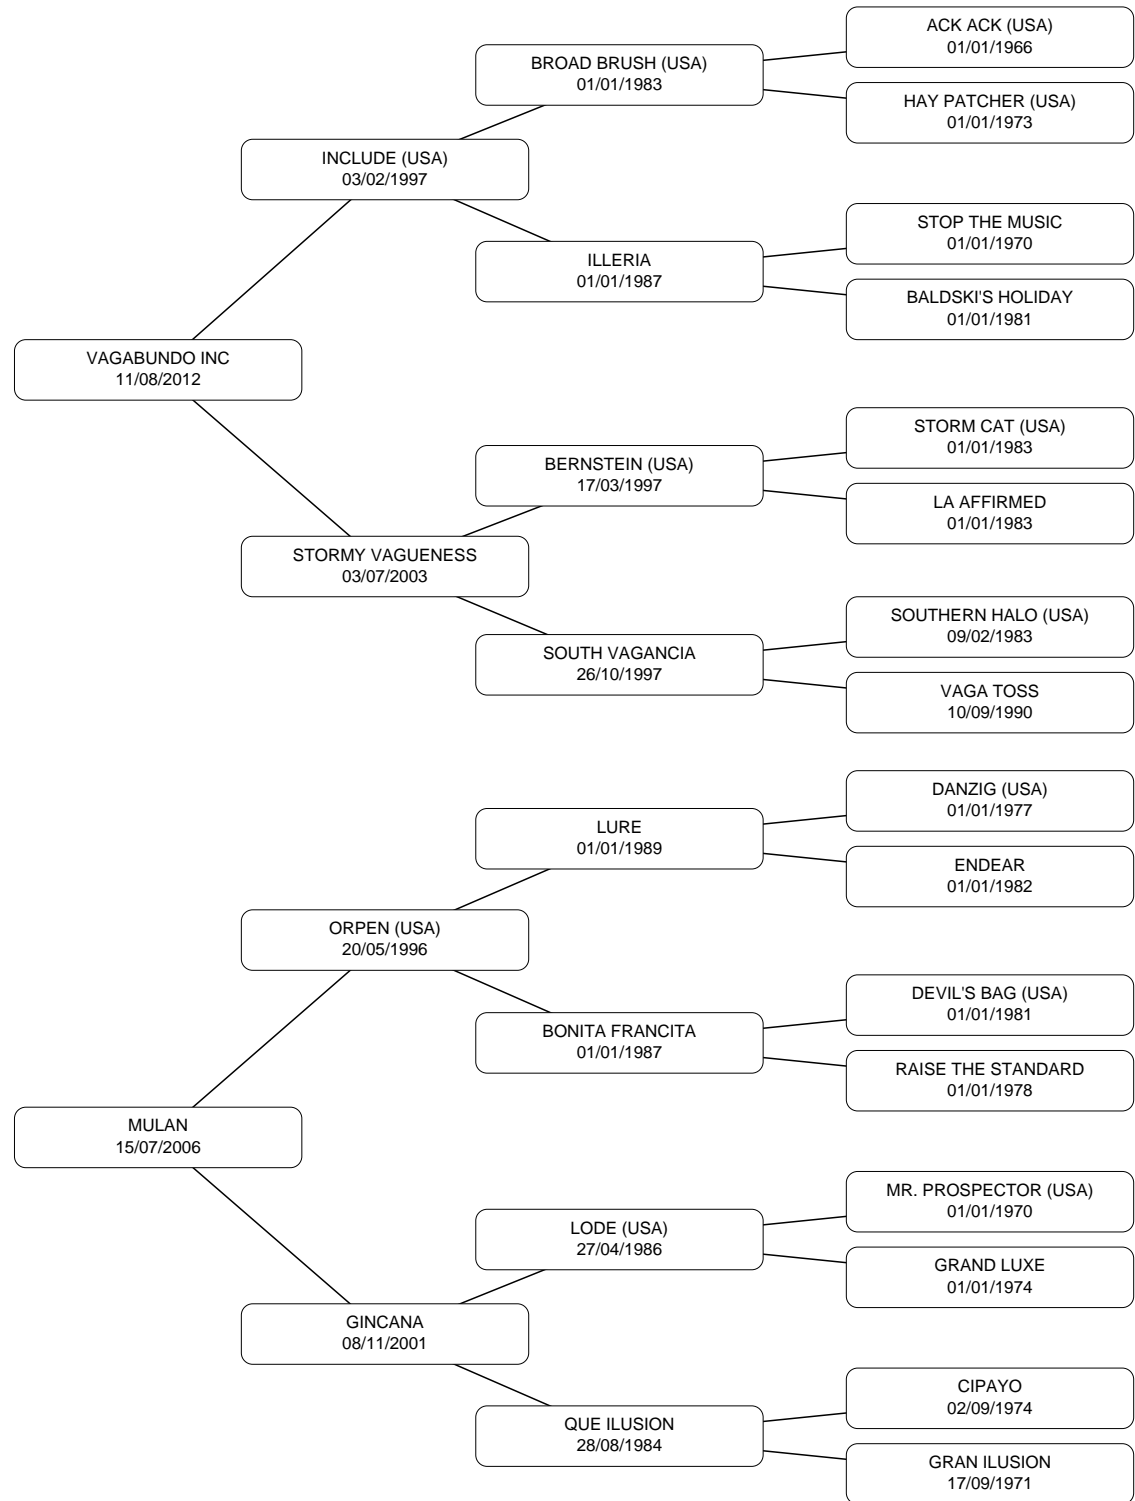 ACK ACK (USA)
01/01/1966
BROAD BRUSH (USA)
01/01/1983
HAY PATCHER (USA)
01/01/1973
INCLUDE (USA)
03/02/1997
STOP THE MUSIC
01/01/1970
ILLERIA
01/01/1987
BALDSKI'S HOLIDAY
01/01/1981
VAGABUNDO INC
11/08/2012
STORM CAT (USA)
01/01/1983
BERNSTEIN (USA)
17/03/1997
LA AFFIRMED
01/01/1983
STORMY VAGUENESS
03/07/2003
SOUTHERN HALO (USA)
09/02/1983
SOUTH VAGANCIA
26/10/1997
VAGA TOSS
10/09/1990
DANZIG (USA)
01/01/1977
LURE
01/01/1989
ENDEAR
01/01/1982
ORPEN (USA)
20/05/1996
DEVIL'S BAG (USA)
01/01/1981
BONITA FRANCITA
01/01/1987
RAISE THE STANDARD
01/01/1978
MULAN
15/07/2006
MR. PROSPECTOR (USA)
01/01/1970
LODE (USA)
27/04/1986
GRAND LUXE
01/01/1974
GINCANA
08/11/2001
CIPAYO
02/09/1974
QUE ILUSION
28/08/1984
GRAN ILUSION
17/09/1971